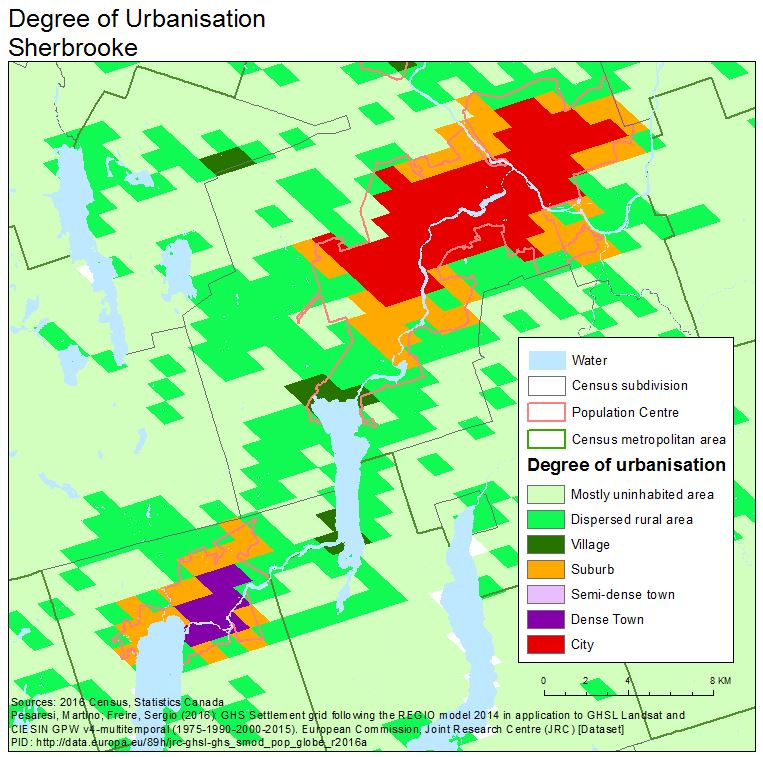 Degree of Urbanisation
Sherbrooke
Water
Census subdivision
Population Centre
Census metropolitan area
Degree of urbanisation
Mostly uninhabited area
Dispersed rural area
Village
Suburb
Semi-dense town
Dense Town
City
0 2 4 8 KM
Sources: 2016 Census, Statistics Canada
Pesaresi, Martino; Freire, Sergio (2016): GHS Settlement grid following the REGIO model 2014 in application to GHSL Landsat and
CIESIN GPW v4-multitemporal (1975-1990-2000-2015). European Commission, Joint Research Centre (JRC) [Dataset]
PID: http://data.europa.eu/89h/jrc-ghsl-ghs_smod_pop_globe_r2016a